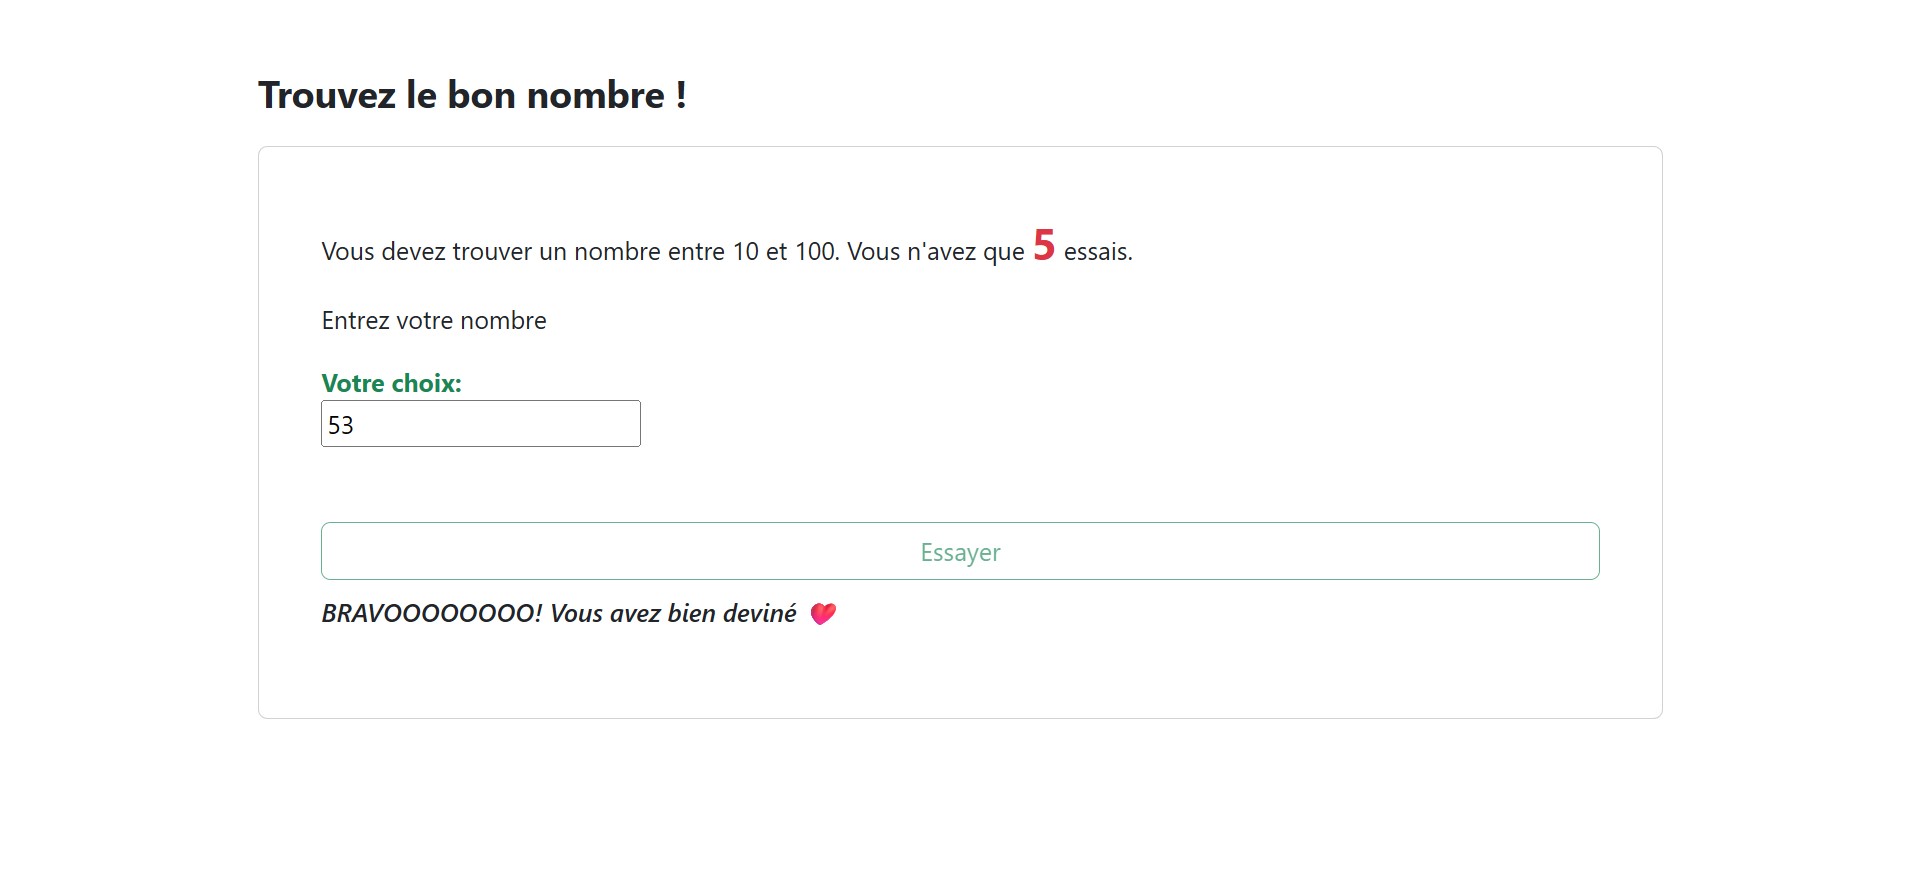 Trouvez le bon nombre !
Vous devez trouver un nombre entre 10 et 100. Vous n'avez que 5 essais.
Entrez votre nombre
Votre choix:
53
Essayer
BRAVOOOOOOOO! Vous avez bien deviné ❤️